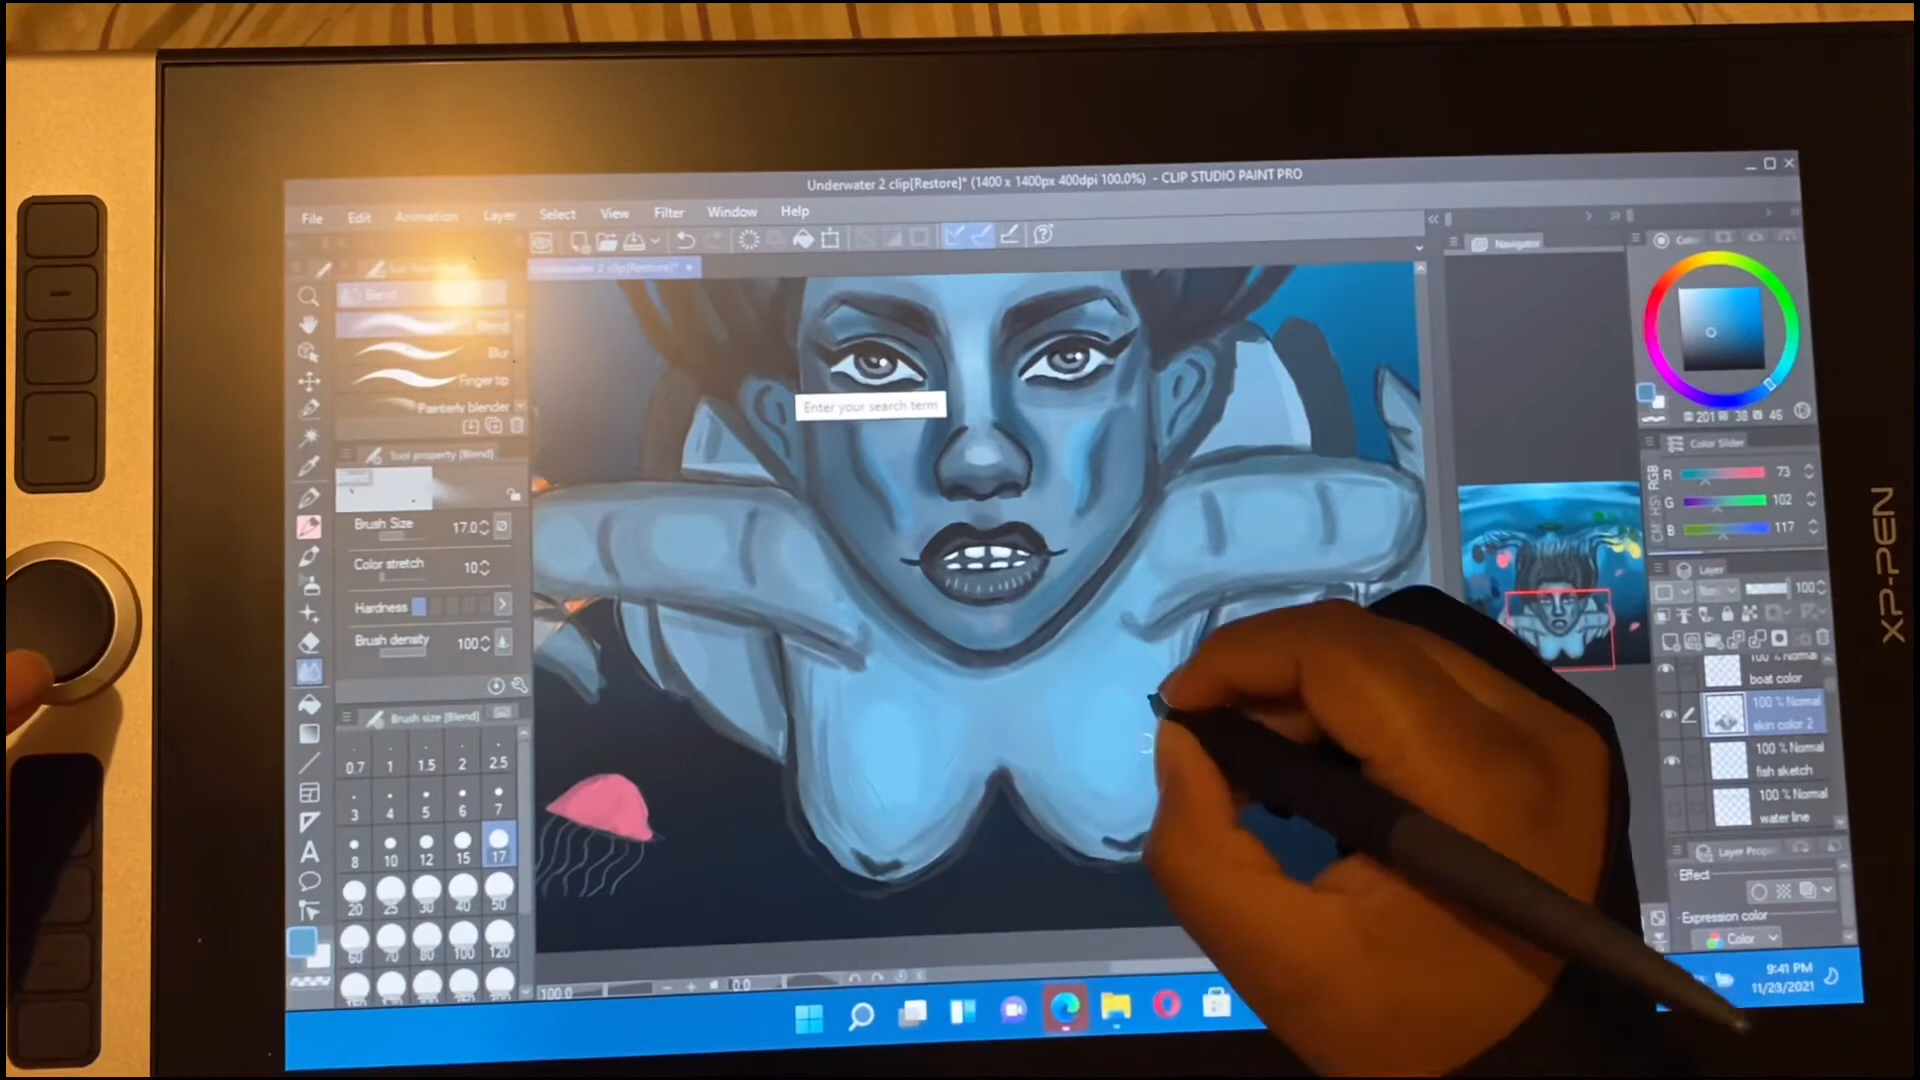 Underwater 2 clip[Restore]* (1400 x 1400px 400dpi 100.0%) - CLIP STUDIO PAINT PRO
File Edit Animation Layer Select View Filter Window Help
Underwater 2 clip[Restore]*
Navigator
Blend
Blend
Blur
Finger tip
Painterly blender
Enter your search term
201 38 46
Tool property [Blend]
Color Slider
Blend
RGB
R 73
G 102
B 117
Brush Size 17.0
Color stretch 10
Hardness
Brush density 100
Layer
100
boat color
100 % Normal
skin color 2
100 % Normal
fish sketch
100 % Normal
water line
Brush size [Blend]
0.7 1 1.5 2 2.5
3 4 5 6 7
8 10 12 15 17
20 25 30 40 50
60 70 80 100 120
Layer Prope
Effect
Expression color
Color
100.0 0.0
9:41 PM
11/23/2021
XP-PEN